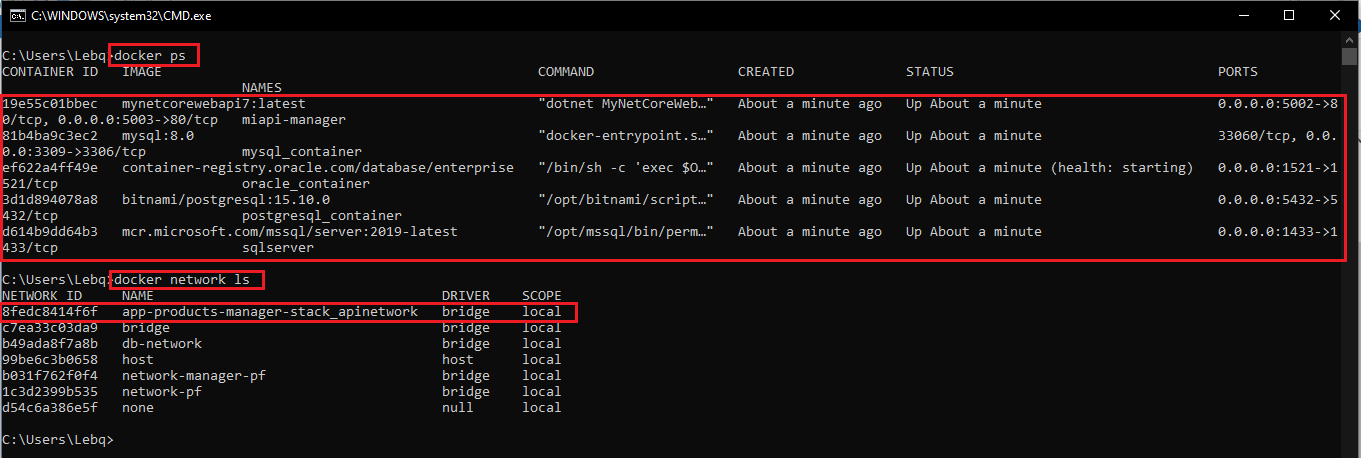 C:\WINDOWS\system32\CMD.exe
C:\Users\Lebq>docker ps
CONTAINER ID   IMAGE                                               COMMAND                  CREATED              STATUS                                 PORTS
                              NAMES
19e55c01bbec   mynetcorewebapi7:latest                             "dotnet MyNetCoreWeb…"   About a minute ago   Up About a minute                      0.0.0.0:5002->8
0/tcp, 0.0.0.0:5003->80/tcp   miapi-manager
81b4ba9c3ec2   mysql:8.0                                           "docker-entrypoint.s…"   About a minute ago   Up About a minute                      33060/tcp, 0.0.
0.0:3309->3306/tcp            mysql_container
ef622a4ff49e   container-registry.oracle.com/database/enterprise   "/bin/sh -c 'exec $O…"   About a minute ago   Up About a minute (health: starting)   0.0.0.0:1521->1
521/tcp                       oracle_container
3d1d894078a8   bitnami/postgresql:15.10.0                          "/opt/bitnami/script…"   About a minute ago   Up About a minute                      0.0.0.0:5432->5
432/tcp                       postgresql_container
d614b9dd64b3   mcr.microsoft.com/mssql/server:2019-latest          "/opt/mssql/bin/perm…"   About a minute ago   Up About a minute                      0.0.0.0:1433->1
433/tcp                       sqlserver
C:\Users\Lebq>docker network ls
NETWORK ID     NAME                                    DRIVER    SCOPE
8fedc8414f6f   app-products-manager-stack_apinetwork   bridge    local
c7ea33c03da9   bridge                                  bridge    local
b49ada8f7a8b   db-network                              bridge    local
99be6c3b0658   host                                    host      local
b031f762f0f4   network-manager-pf                      bridge    local
1c3d2399b535   network-pf                              bridge    local
d54c6a386e5f   none                                    null      local
C:\Users\Lebq>